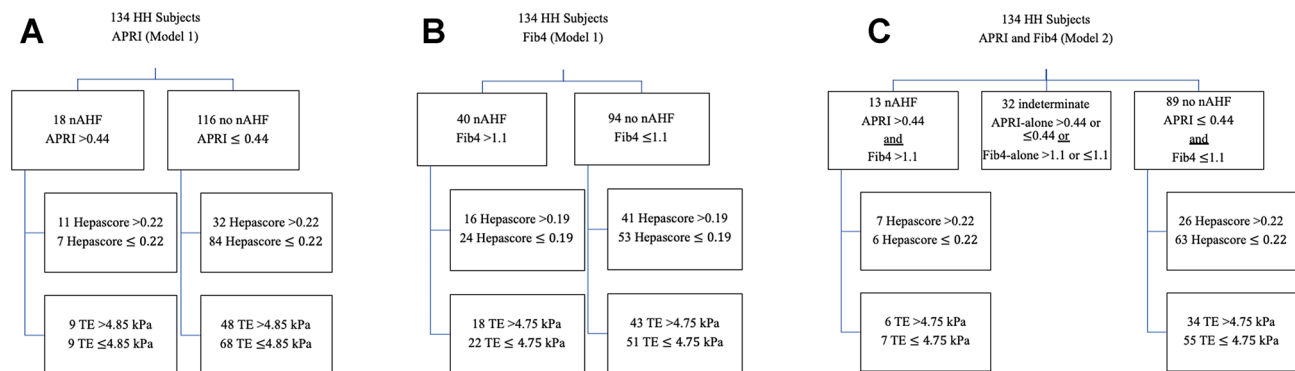 A
134 HH Subjects
APRI (Model 1)
18 nAHF
APRI >0.44
116 no nAHF
APRI ≤ 0.44
11 Hepascore >0.22
7 Hepascore ≤ 0.22
32 Hepascore >0.22
84 Hepascore ≤ 0.22
9 TE >4.85 kPa
9 TE ≤4.85 kPa
48 TE >4.85 kPa
68 TE ≤4.85 kPa
B
134 HH Subjects
Fib4 (Model 1)
40 nAHF
Fib4 >1.1
94 no nAHF
Fib4 ≤1.1
16 Hepascore >0.19
24 Hepascore ≤ 0.19
41 Hepascore >0.19
53 Hepascore ≤ 0.19
18 TE >4.75 kPa
22 TE ≤ 4.75 kPa
43 TE >4.75 kPa
51 TE ≤ 4.75 kPa
C
134 HH Subjects
APRI and Fib4 (Model 2)
13 nAHF
APRI >0.44
and
Fib4 >1.1
32 indeterminate
APRI-alone >0.44 or
≤0.44 or
Fib4-alone >1.1 or ≤1.1
89 no nAHF
APRI ≤ 0.44
and
Fib4 ≤1.1
7 Hepascore >0.22
6 Hepascore ≤ 0.22
26 Hepascore >0.22
63 Hepascore ≤ 0.22
6 TE >4.75 kPa
7 TE ≤ 4.75 kPa
34 TE >4.75 kPa
55 TE ≤ 4.75 kPa